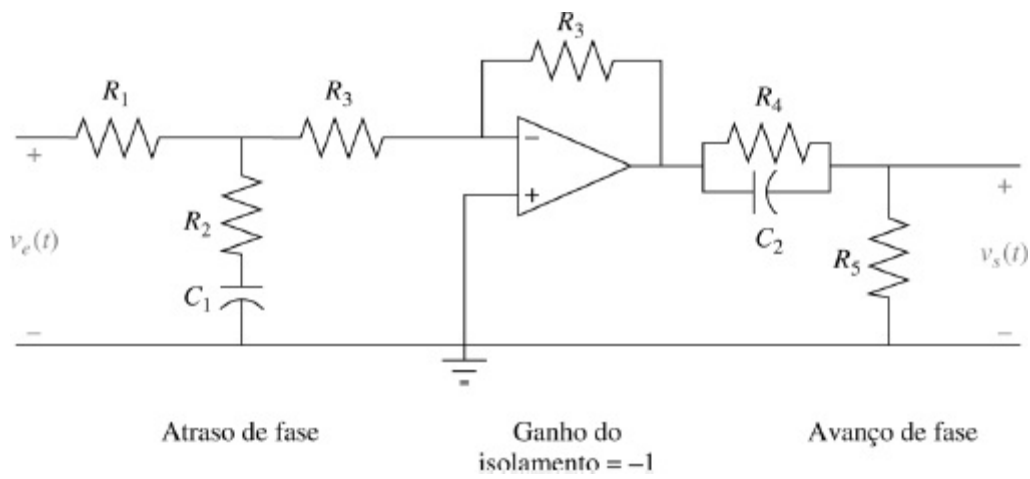 R3
R1
R3
R4
+
−
+
+
R2
ve(t)
C2
R5
vs(t)
C1
−
−
Atraso de fase
Ganho do
isolamento = –1
Avanço de fase